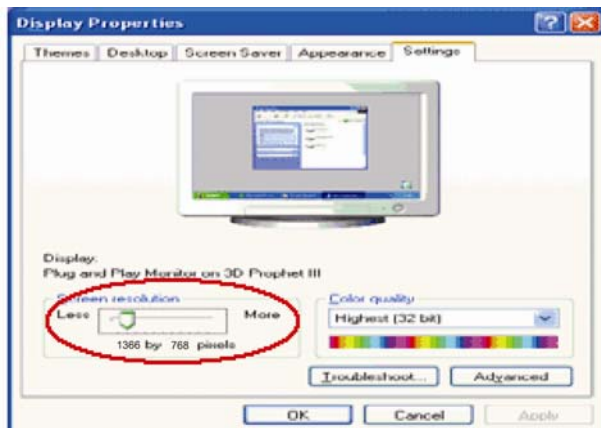 Display Properties
Themes Desktop Screen Saver Appearance Settings
Display:
Plug and Play Monitor on 3D Prophet III
Screen resolution
Less More
1366 by 768 pixels
Color quality
Highest (32 bit)
Troubleshoot... Advanced
OK Cancel Apply